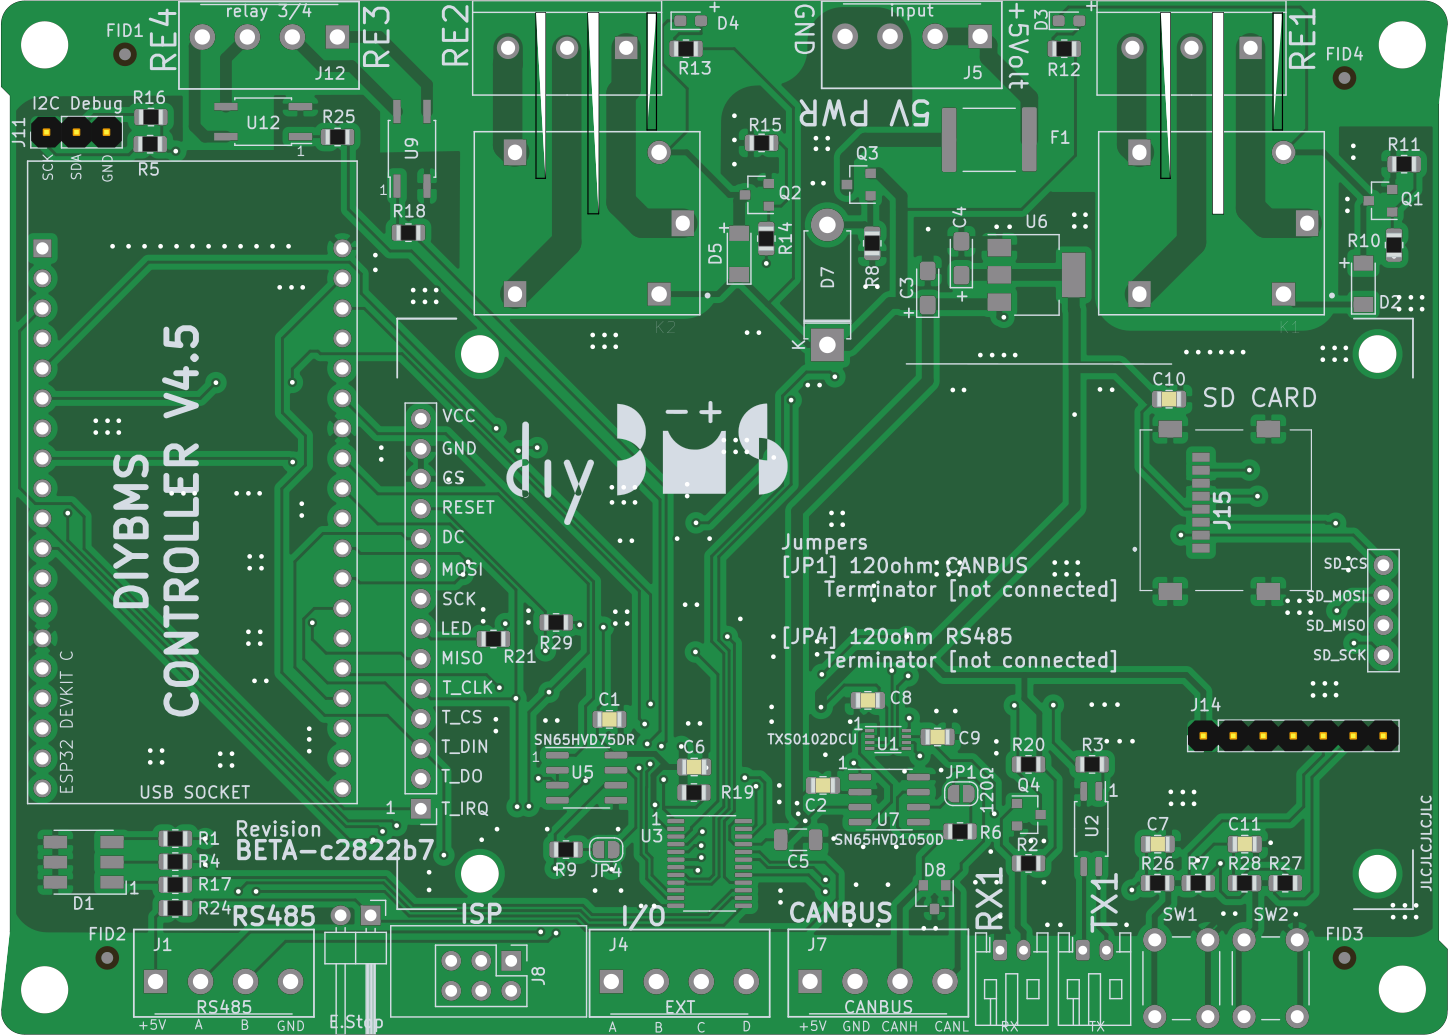 RE4
relay 3/4
RE3
RE2
D4
+
GND
input
+5Volt
D3
+
RE1
FID1
R13
R12
FID4
J12
J5
I2C Debug
R16
J11
U12
R25
U9
R15
5V PWR
F1
R11
SCK
SDA
GND
R5
1
1
R18
Q3
Q2
Q1
C4
U6
R10
+
D5
R14
D7
R8
C3
+
+
+
D2
K2
K
K1
DIYBMS
CONTROLLER V4.5
VCC
GND
CS
RESET
DC
MOSI
SCK
LED
MISO
T_CLK
T_CS
T_DIN
T_DO
T_IRQ
1
diy
- +
C10
SD CARD
J15
Jumpers
[JP1] 120ohm CANBUS
Terminator [not connected]
[JP4] 120ohm RS485
Terminator [not connected]
SD_CS
SD_MOSI
SD_MISO
SD_SCK
R29
R21
ESP32 DEVKIT C
USB SOCKET
C1
SN65HVD75DR
1
U5
C6
R19
C8
1
TXS0102DCU
U1
C9
1
JP1
120Ω
C2
U7
SN65HVD1050D
R6
R20
R3
Q4
1
U2
R2
J14
C7
C11
R26
R7
R28
R27
JLCJLCJLCJLC
Revision
BETA-c2822b7
R1
R4
R17
R24
J1
D1
R9
JP4
1
U3
C5
D8
RS485
ISP
I/O
CANBUS
RX1
TX1
SW1
SW2
FID2
FID3
J1
RS485
+5V
A
B
GND
E.Stop
J8
J4
EXT
A
B
C
D
J7
CANBUS
+5V
GND
CANH
CANL
RX
TX